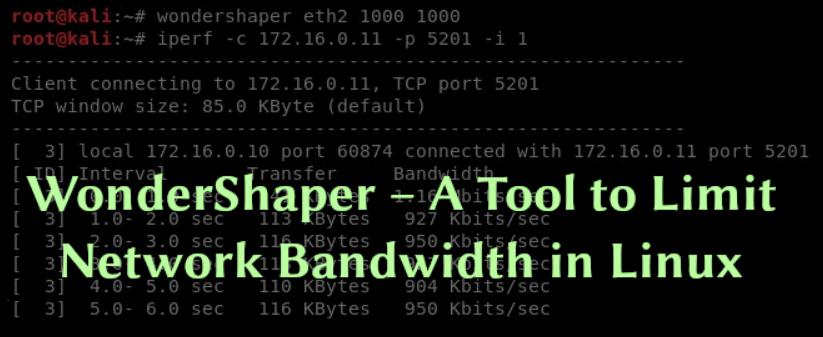 root@kali:~# wondershaper eth2 1000 1000
root@kali:~# iperf -c 172.16.0.11 -p 5201 -i 1
------------------------------------------------------------
Client connecting to 172.16.0.11, TCP port 5201
TCP window size: 85.0 KByte (default)
------------------------------------------------------------
[  3] local 172.16.0.10 port 60874 connected with 172.16.0.11 port 5201
[ ID] Interval       Transfer     Bandwidth
WonderShaper – A Tool to Limit
[  3]  1.0- 2.0 sec   113 KBytes   927 Kbits/sec
[  3]  2.0- 3.0 sec   116 KBytes   950 Kbits/sec
Network Bandwidth in Linux
[  3]  4.0- 5.0 sec   110 KBytes   904 Kbits/sec
[  3]  5.0- 6.0 sec   116 KBytes   950 Kbits/sec